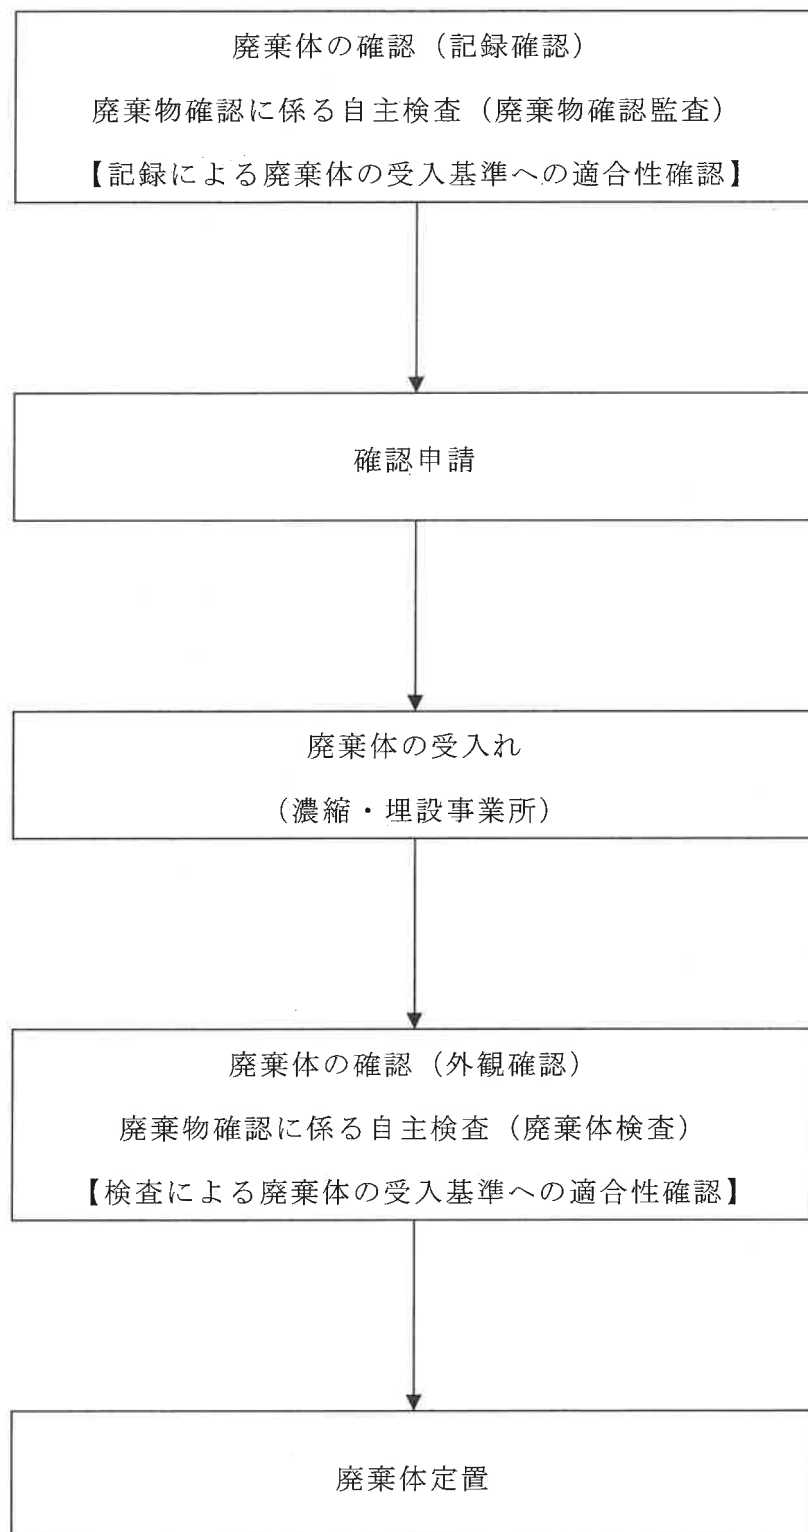 廃棄体の確認（記録確認）
廃棄物確認に係る自主検査（廃棄物確認監査）
【記録による廃棄体の受入基準への適合性確認】
確認申請
廃棄体の受入れ
（濃縮・埋設事業所）
廃棄体の確認（外観確認）
廃棄物確認に係る自主検査（廃棄体検査）
【検査による廃棄体の受入基準への適合性確認】
廃棄体定置